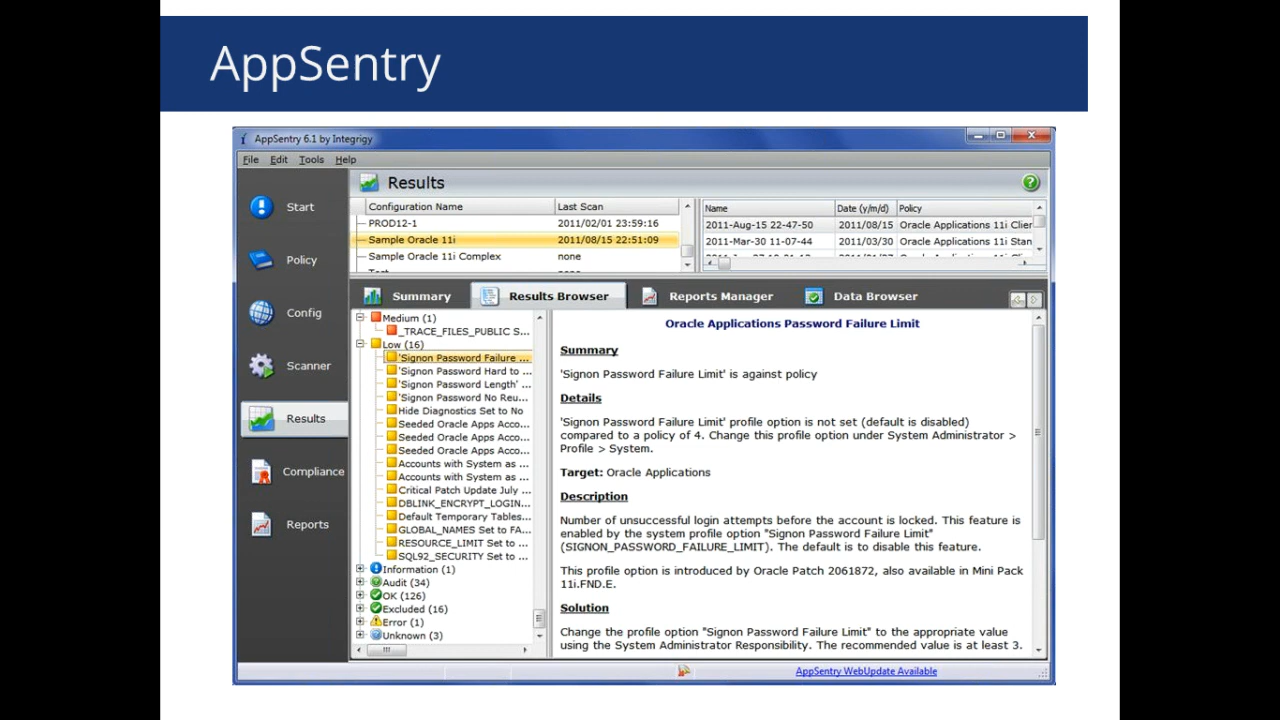 AppSentry
AppSentry 6.1 by Integrigy
File Edit Tools Help
Start
Policy
Config
Scanner
Results
Compliance
Reports
Results
Configuration Name Last Scan
PROD12-1 2011/02/01 23:59:16
Sample Oracle 11i 2011/08/15 22:51:09
Sample Oracle 11i Complex none
Name Date (y/m/d) Policy
2011-Aug-15 22-47-50 2011/08/15 Oracle Applications 11i Clier
2011-Mar-30 11-07-44 2011/03/30 Oracle Applications 11i Stan
Summary Results Browser Reports Manager Data Browser
Medium (1)
_TRACE_FILES_PUBLIC S...
Low (16)
'Signon Password Failure ...
'Signon Password Hard to ...
'Signon Password Length' ...
'Signon Password No Reu...
Hide Diagnostics Set to No
Seeded Oracle Apps Acco...
Seeded Oracle Apps Acco...
Seeded Oracle Apps Acco...
Accounts with System as ...
Accounts with System as ...
Critical Patch Update July ...
DBLINK_ENCRYPT_LOGIN...
Default Temporary Tables...
GLOBAL_NAMES Set to FA...
RESOURCE_LIMIT Set to ...
SQL92_SECURITY Set to ...
Information (1)
Audit (34)
OK (126)
Excluded (16)
Error (1)
Unknown (3)
Oracle Applications Password Failure Limit
Summary
'Signon Password Failure Limit' is against policy
Details
'Signon Password Failure Limit' profile option is not set (default is disabled)
compared to a policy of 4. Change this profile option under System Administrator >
Profile > System.
Target: Oracle Applications
Description
Number of unsuccessful login attempts before the account is locked. This feature is
enabled by the system profile option "Signon Password Failure Limit"
(SIGNON_PASSWORD_FAILURE_LIMIT). The default is to disable this feature.
This profile option is introduced by Oracle Patch 2061872, also available in Mini Pack
11i.FND.E.
Solution
Change the profile option "Signon Password Failure Limit" to the appropriate value
using the System Administrator Responsibility. The recommended value is at least 3.
AppSentry WebUpdate Available